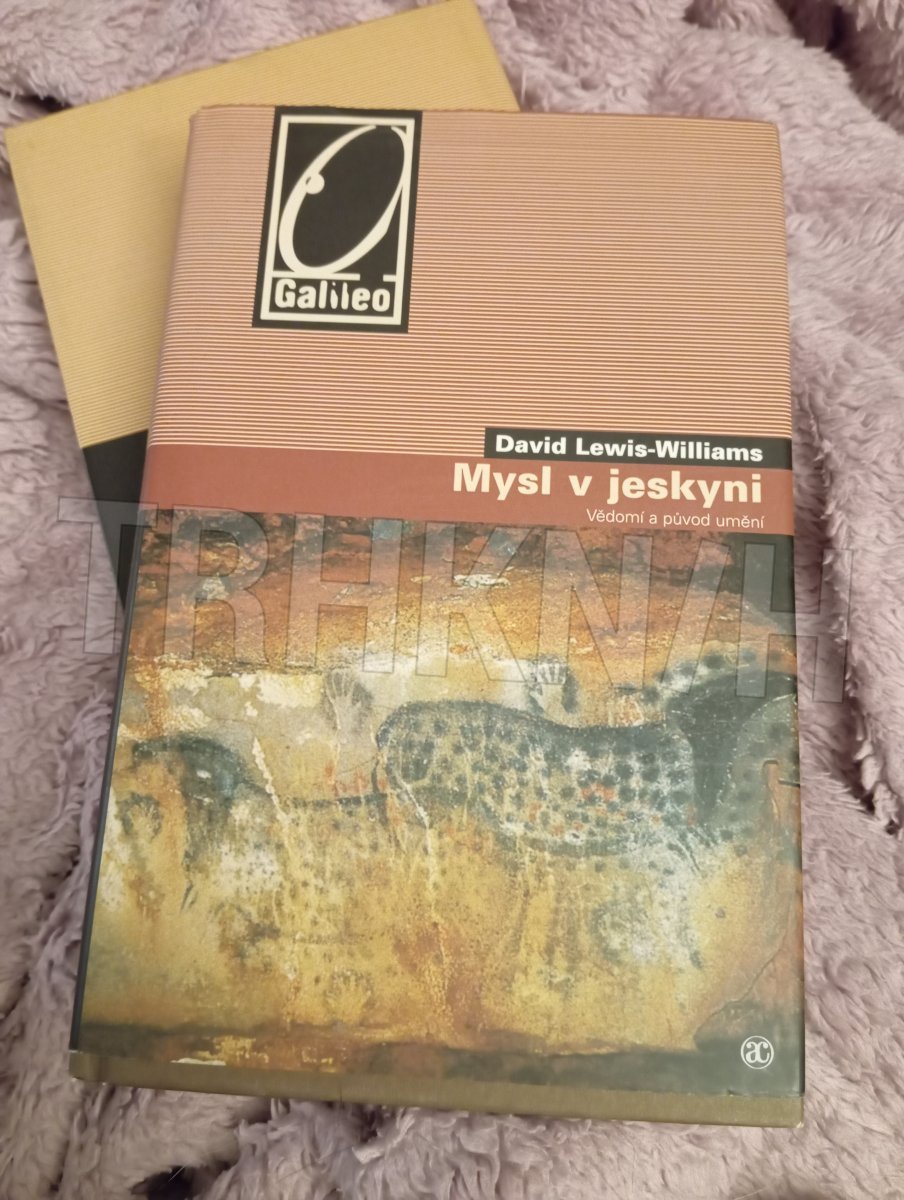 Galileo
David Lewis-Williams
Mysl v jeskyni
Vědomí a původ umění
TRHKNIH
ac